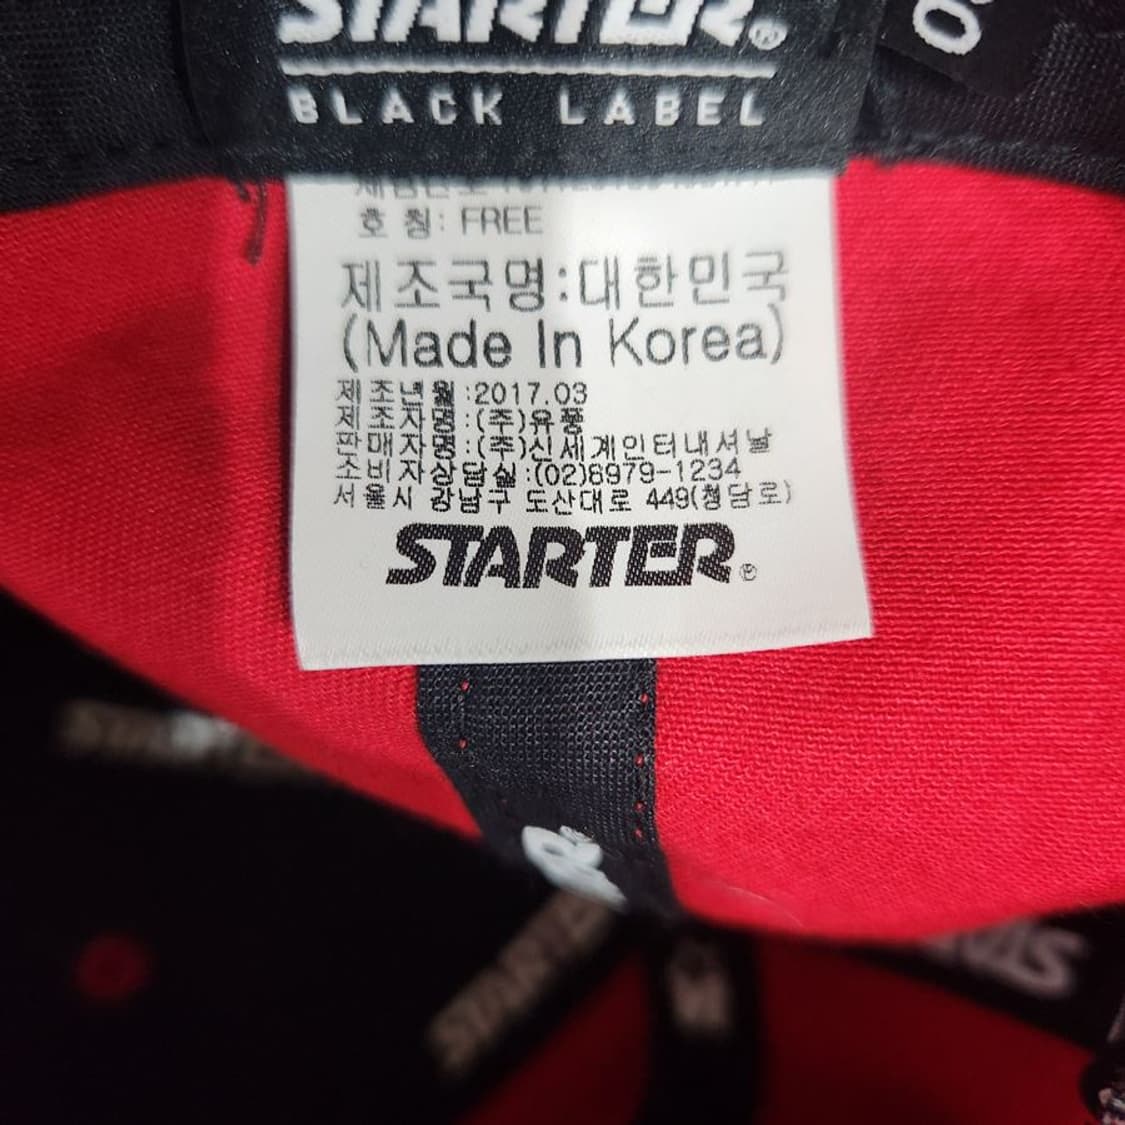 STARTER®
BLACK LABEL
호 칭: FREE
제조국명:대한민국
(Made In Korea)
제조년월:2017.03
제조자명:(주)유풍
판매자명:(주)신세계인터내셔날
소비자상담실:(02)8979-1234
서울시 강남구 도산대로 449(청담로)
STARTER®
STARTER
STARTER